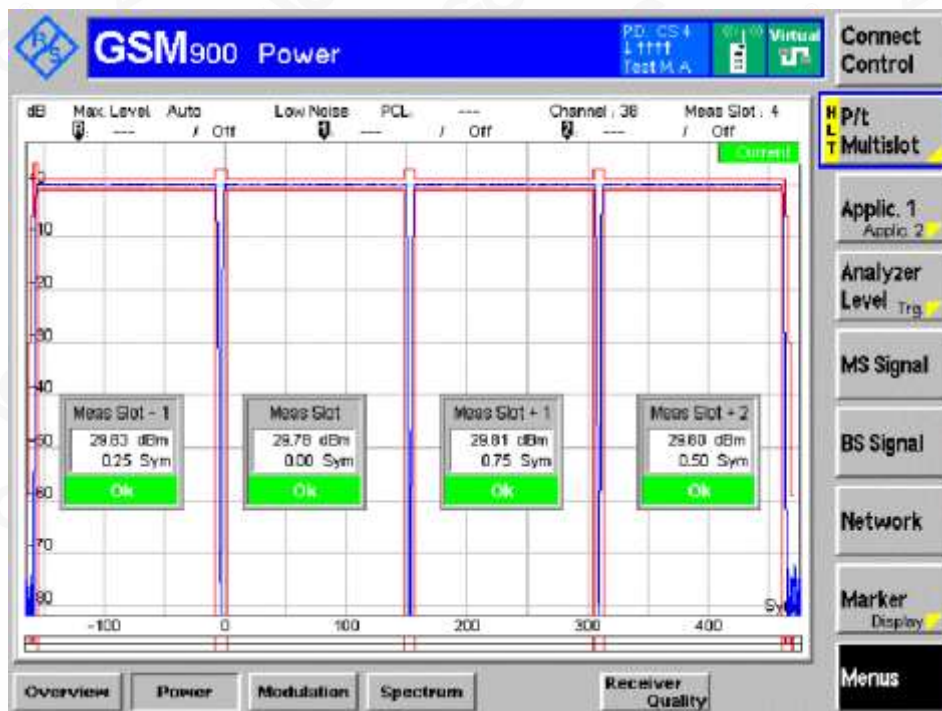 R S
GSM900 Power
P.D. CS 4
↓ ↑↑↑↑
Test M. A.
Virtual
Connect Control
dB Max. Level Auto Low Noise PCL: --- Channel : 38 Meas Slot : 4
--- / Off --- / Off --- / Off
Current
P/t Multislot
HLT
Applic. 1
Applic. 2
Analyzer Level Trg.
MS Signal
BS Signal
Network
Marker
Display
Menus
-10
-20
-30
-40
-50
-60
-70
-80
Meas Slot - 1
29.83 dBm
0.25 Sym
Ok
Meas Slot
29.78 dBm
0.00 Sym
Ok
Meas Slot + 1
29.81 dBm
0.75 Sym
Ok
Meas Slot + 2
29.80 dBm
0.50 Sym
Ok
-100 0 100 200 300 400
Overview Power Modulation Spectrum Receiver Quality